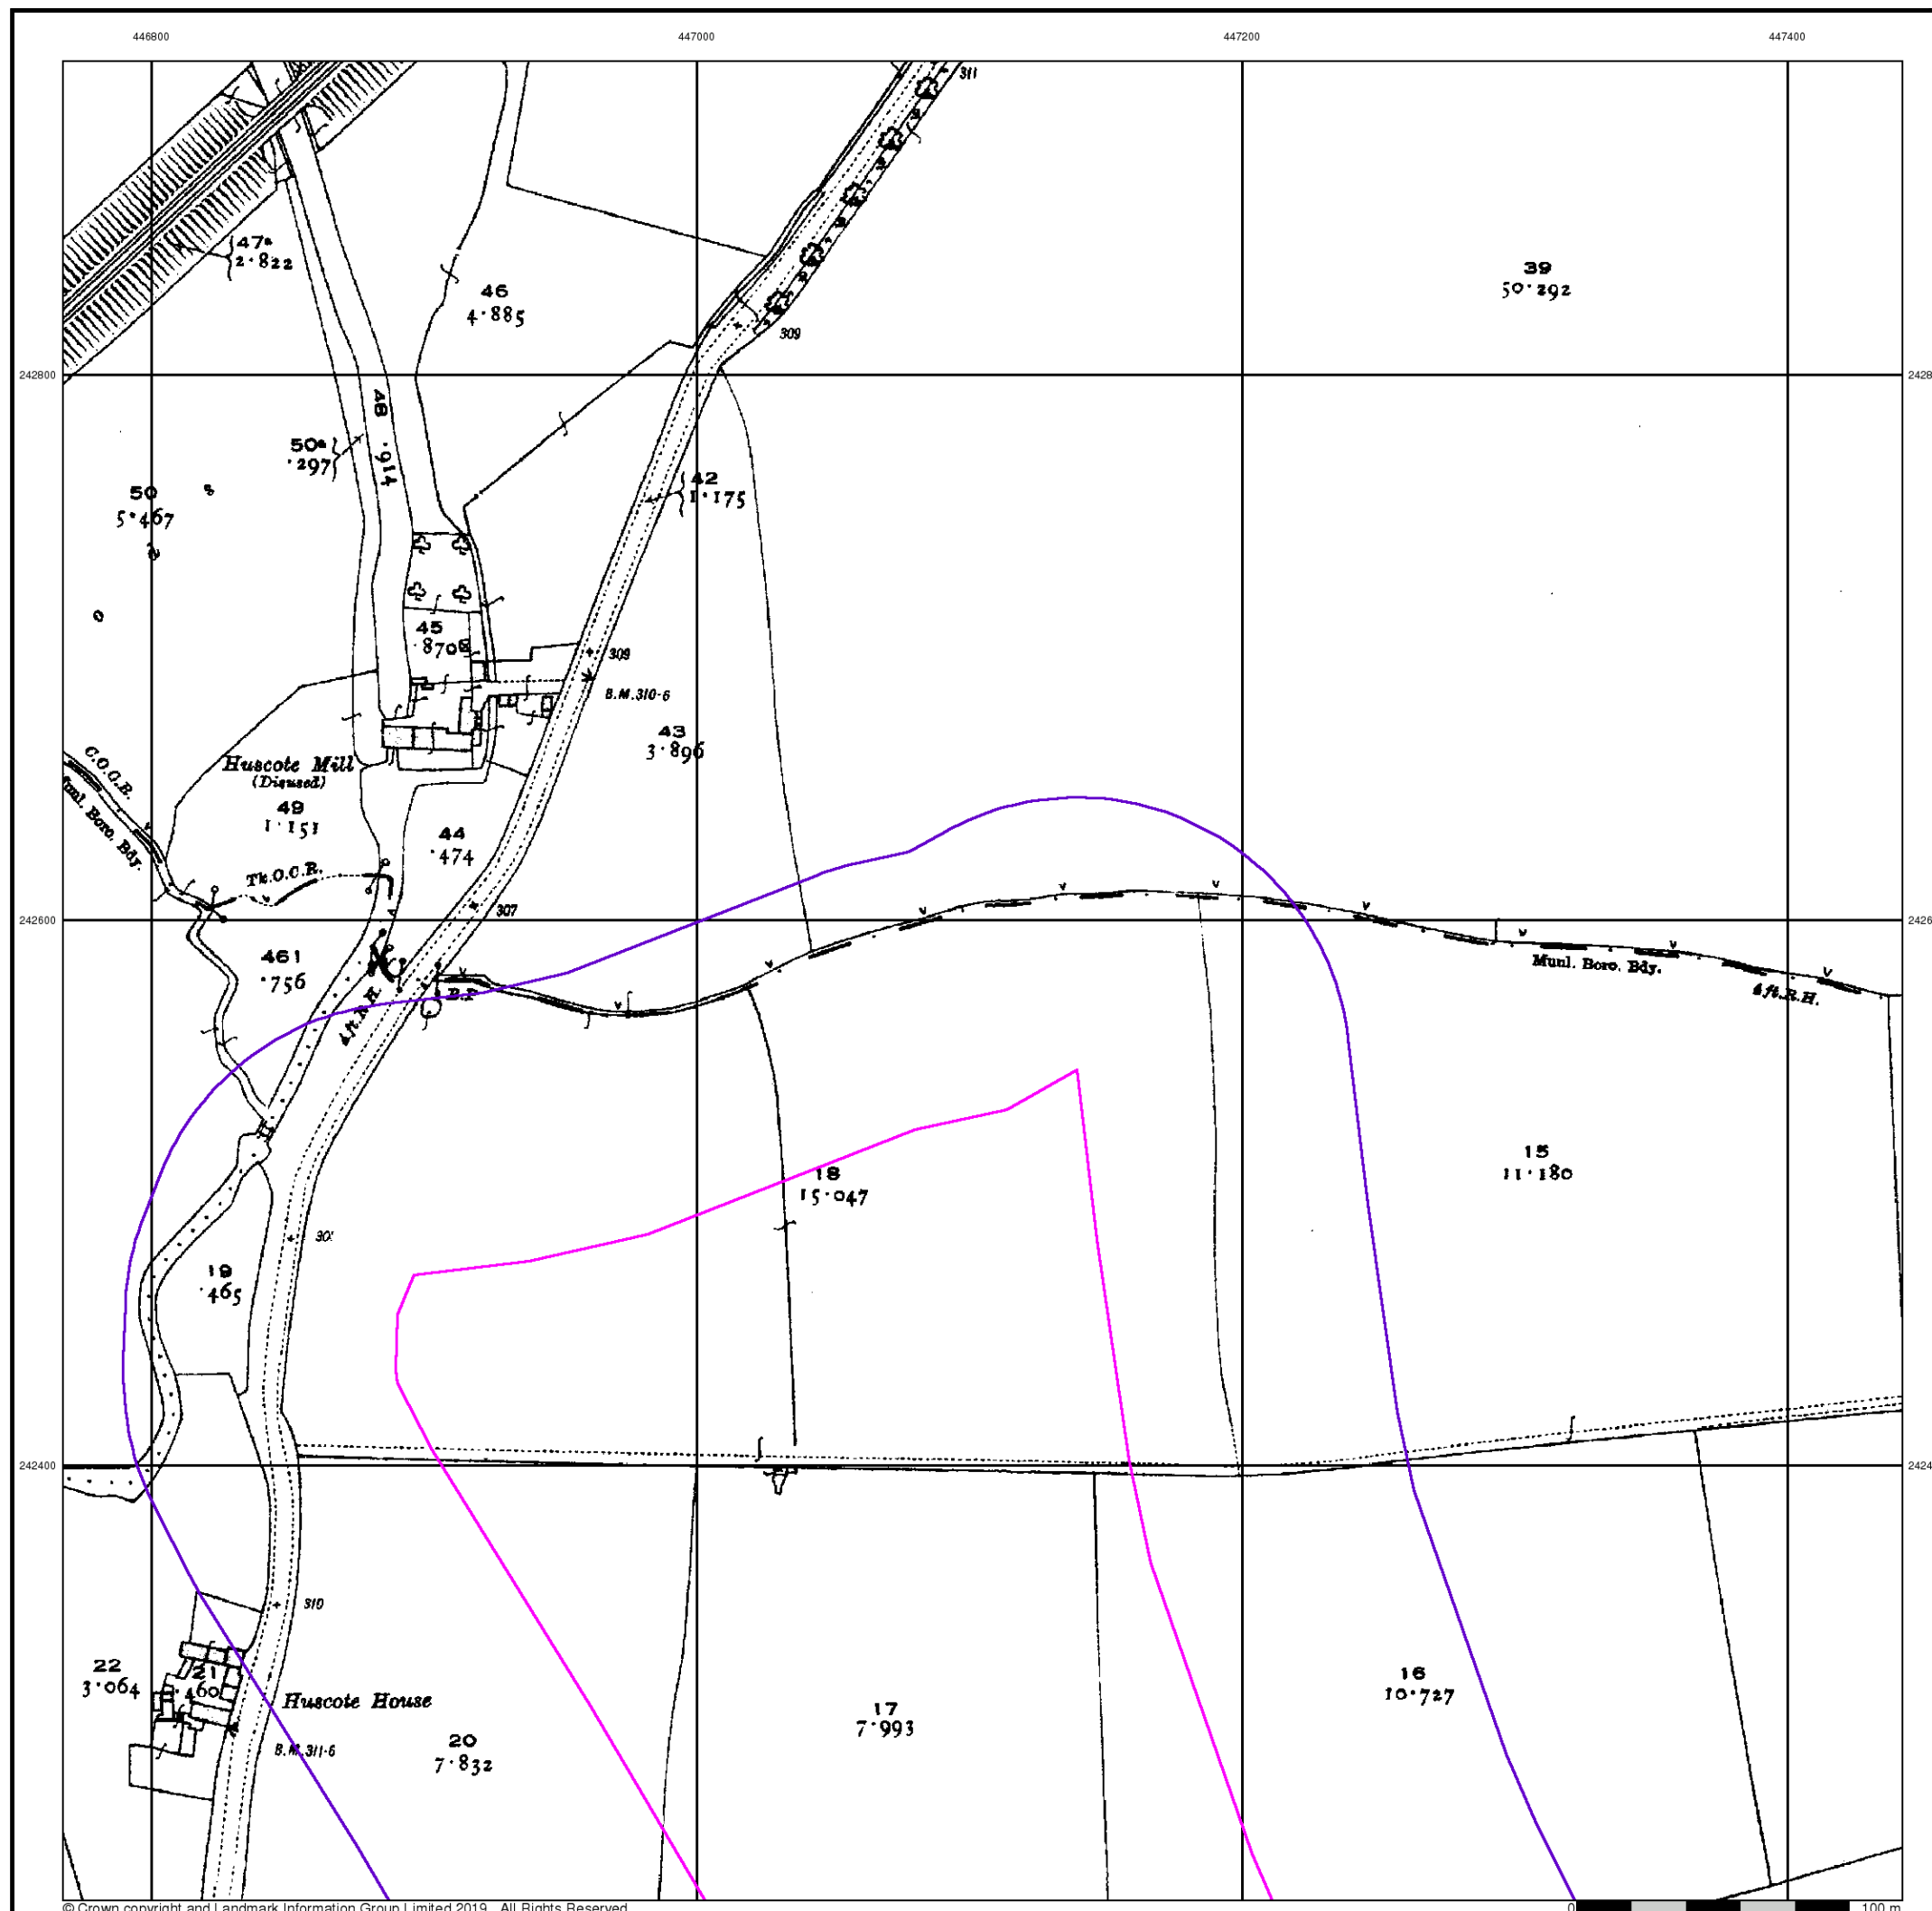 446800 447000 447200 447400
311
47a
2·822
46
4·885
39
50·292
309
242800
48
·914
50a
·297
42
1·175
50
5·467
45
·870
309
B.M. 310·6
43
3·896
C.O.C.R.
Boro. Bdy.
Huscote Mill
(Disused)
49
1·151
44
·474
Tk.O.C.R.
307
242600
461
·756
B.P.
4ft.R.H.
Munl. Boro. Bdy.
4ft.R.H.
18
15·047
15
11·180
19
·465
242400
310
22
3·064
21
·460
Huscote House
16
10·727
17
7·993
20
7·832
B.M. 311·6
© Crown copyright and Landmark Information Group Limited 2019. All Rights Reserved.
0 100 m